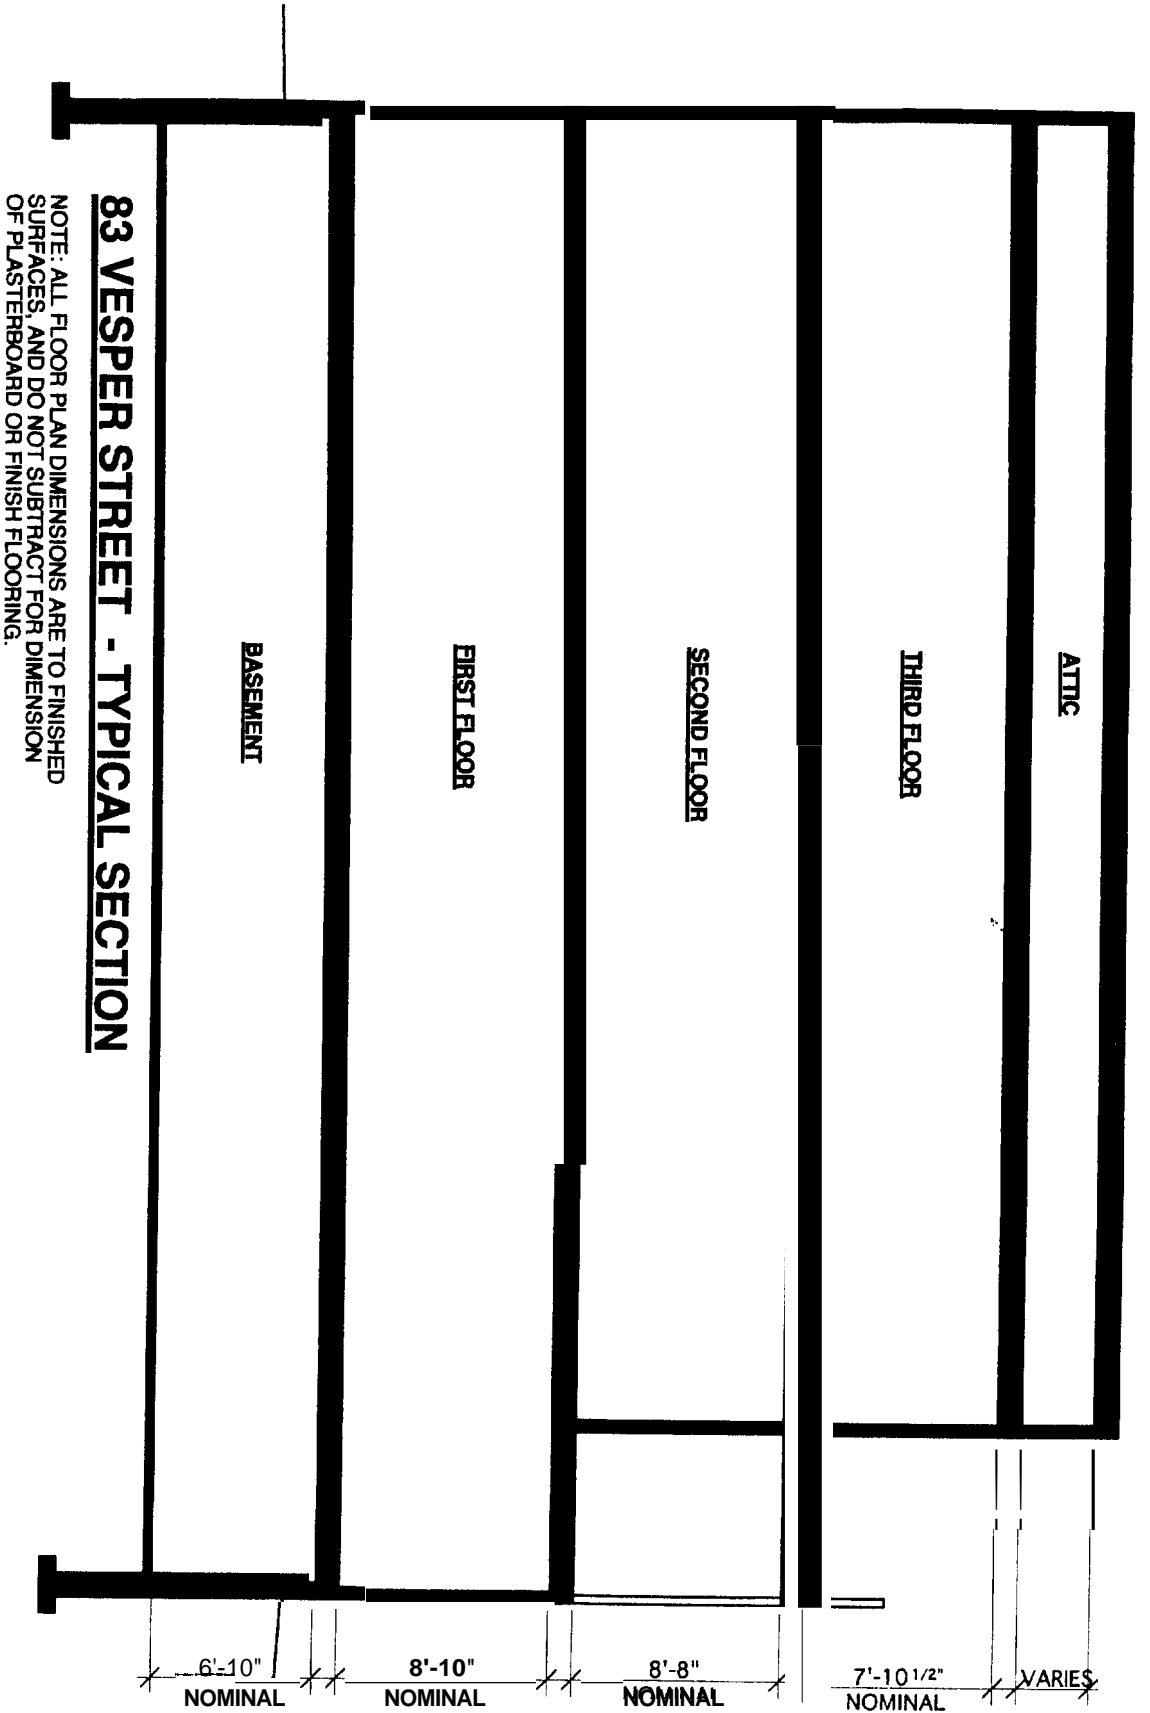 ATTIC
THIRD FLOOR
SECOND FLOOR
FIRST FLOOR
BASEMENT
VARIES
7'-10 1/2"
NOMINAL
8'-8"
NOMINAL
8'-10"
NOMINAL
6'-10"
NOMINAL
83 VESPER STREET - TYPICAL SECTION
NOTE: ALL FLOOR PLAN DIMENSIONS ARE TO FINISHED
SURFACES, AND DO NOT SUBTRACT FOR DIMENSION
OF PLASTERBOARD OR FINISH FLOORING.